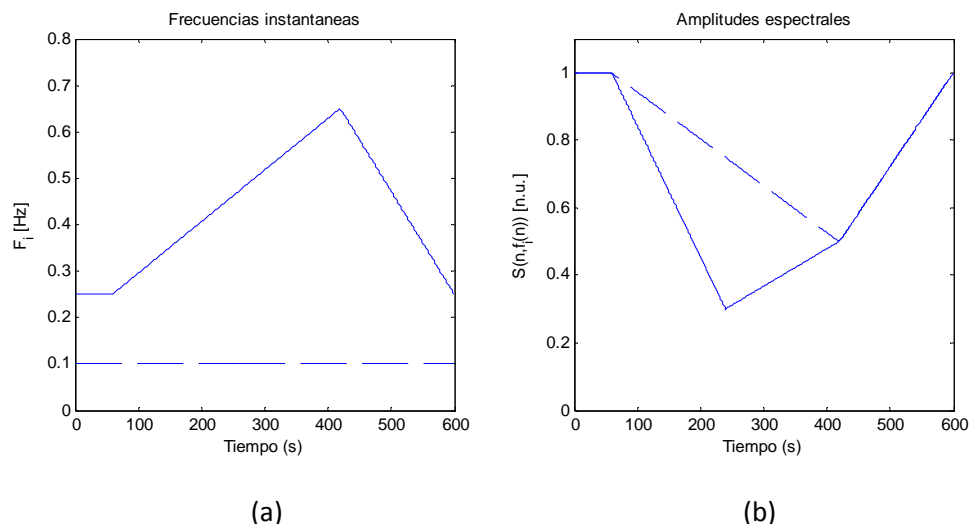 Frecuencias instantaneas
0.8
0.7
0.6
0.5
0.4
0.3
0.2
0.1
0
F_i [Hz]
0 100 200 300 400 500 600
Tiempo (s)
(a)
Amplitudes espectrales
1
0.8
0.6
0.4
0.2
0
S(n,f_i(n)) [n.u.]
0 100 200 300 400 500 600
Tiempo (s)
(b)